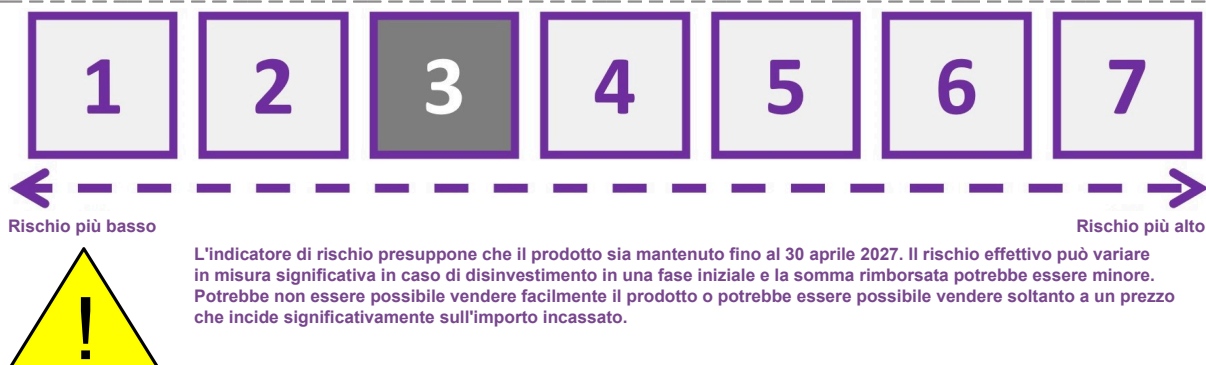 1 2 3 4 5 6 7
Rischio più basso Rischio più alto
L'indicatore di rischio presuppone che il prodotto sia mantenuto fino al 30 aprile 2027. Il rischio effettivo può variare
in misura significativa in caso di disinvestimento in una fase iniziale e la somma rimborsata potrebbe essere minore.
Potrebbe non essere possibile vendere facilmente il prodotto o potrebbe essere possibile vendere soltanto a un prezzo
che incide significativamente sull'importo incassato.
!